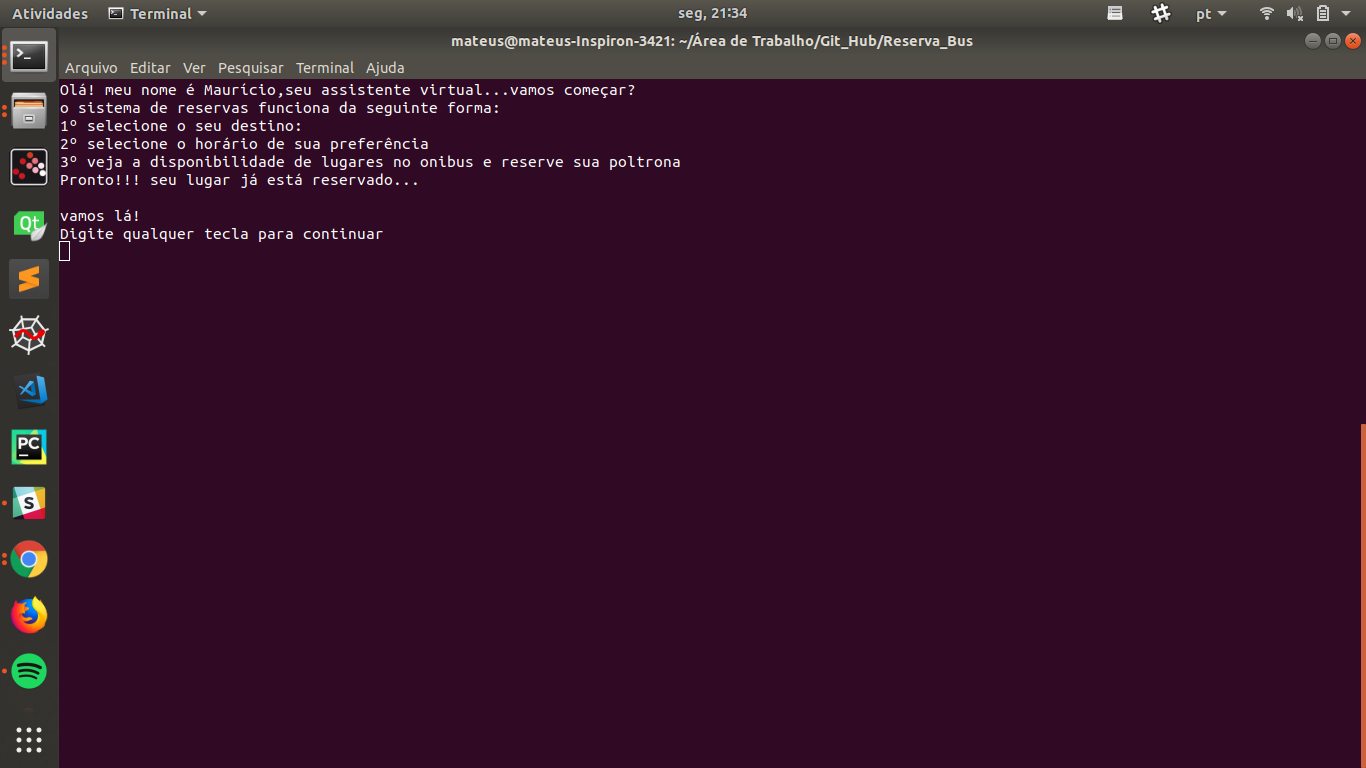 Atividades Terminal seg, 21:34 pt
mateus@mateus-Inspiron-3421: ~/Área de Trabalho/Git_Hub/Reserva_Bus
Arquivo Editar Ver Pesquisar Terminal Ajuda
Olá! meu nome é Maurício,seu assistente virtual...vamos começar?
o sistema de reservas funciona da seguinte forma:
1º selecione o seu destino:
2º selecione o horário de sua preferência
3º veja a disponibilidade de lugares no onibus e reserve sua poltrona
Pronto!!! seu lugar já está reservado...
vamos lá!
Digite qualquer tecla para continuar
Qt
PC
S